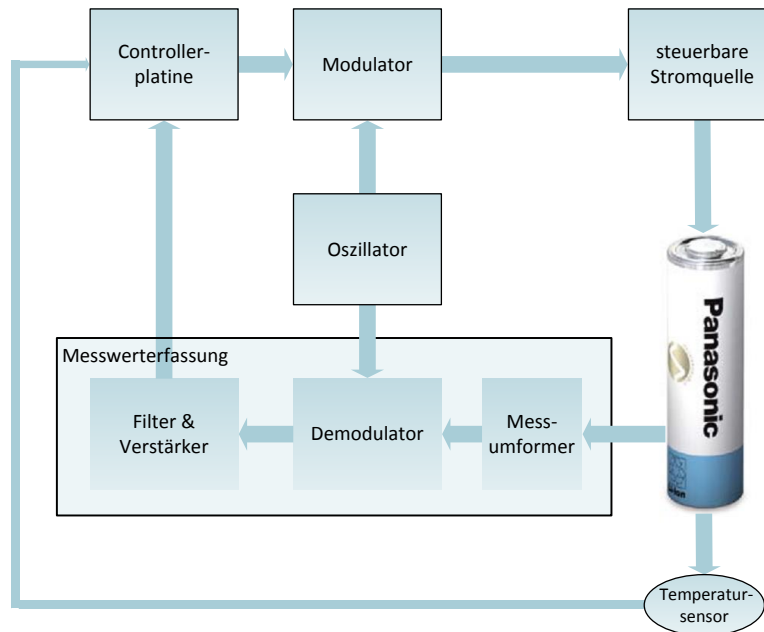 Controller-
platine
Modulator
steuerbare
Stromquelle
Oszillator
Panasonic
Messwerterfassung
Filter &
Verstärker
Demodulator
Mess-
umformer
Temperatur-
sensor